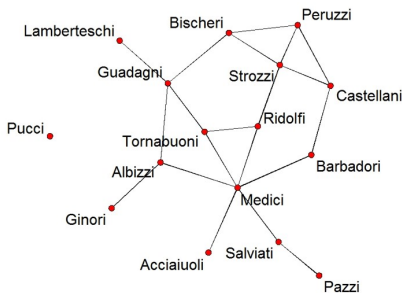 Peruzzi
Bischeri
Lamberteschi
Guadagni
Strozzi
Castellani
Pucci
Ridolfi
Tornabuoni
Albizzi
Barbadori
Medici
Ginori
Salviati
Acciaiuoli
Pazzi